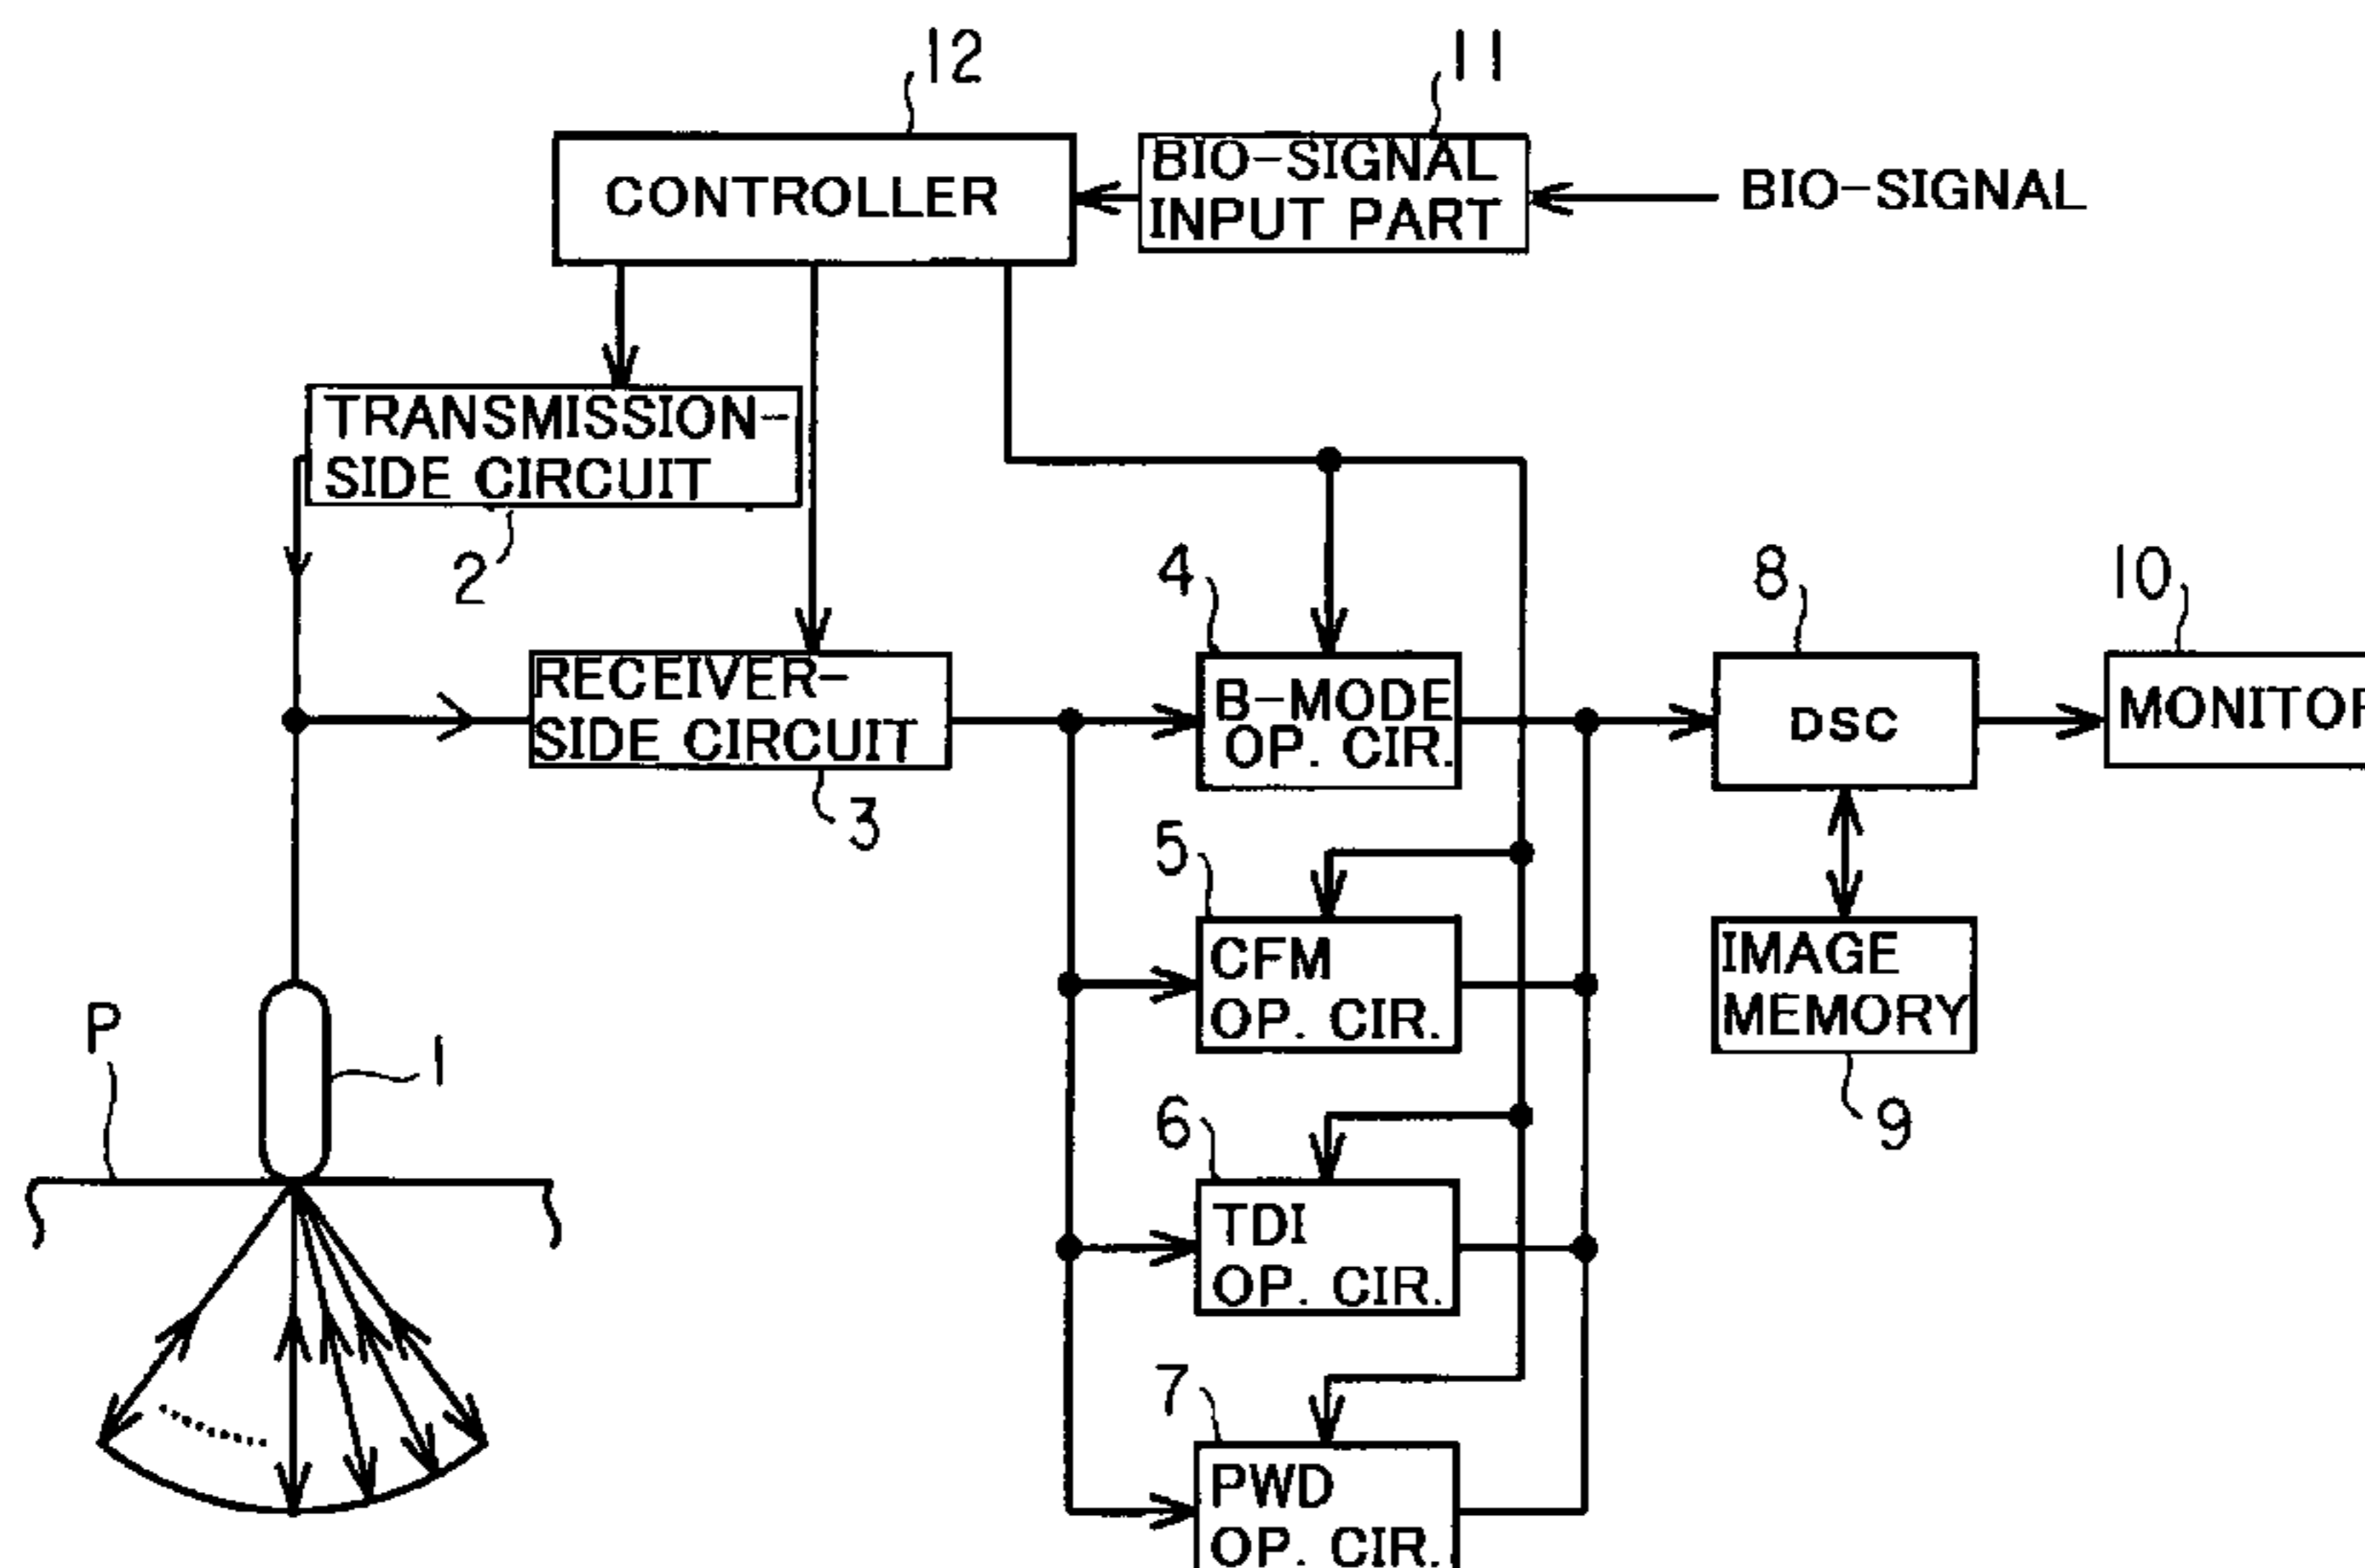 12
11
CONTROLLER
BIO-SIGNAL
INPUT PART
BIO-SIGNAL
TRANSMISSION-
SIDE CIRCUIT
2
4
8
10
RECEIVER-
SIDE CIRCUIT
3
B-MODE
OP. CIR.
DSC
MONITOR
5
CFM
OP. CIR.
IMAGE
MEMORY
9
P
1
6
TDI
OP. CIR.
7
PWD
OP. CIR.